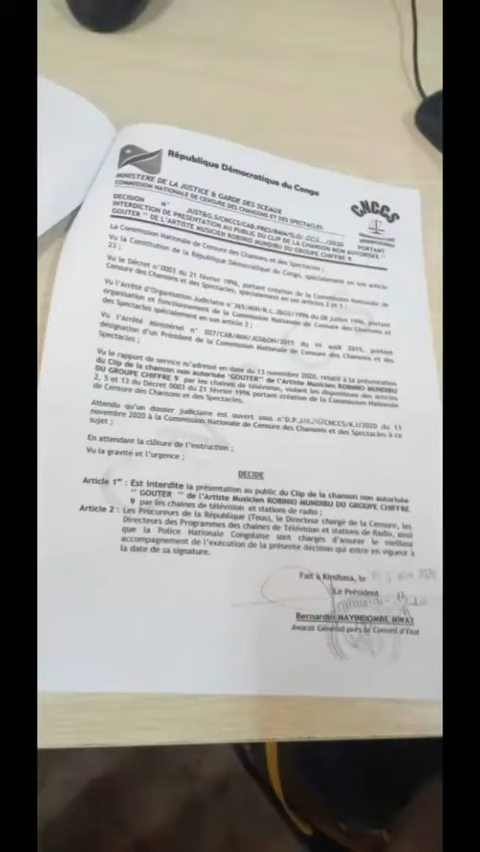 République Démocratique du Congo
CNCCS
MINISTERE DE LA JUSTICE & GARDE DES SCEAUX
COMMISSION NATIONALE DE CENSURE DES CHANSONS ET DES SPECTACLES
DECISION N° /2020 PORTANT
INTERDICTION DE PRESENTATION AU PUBLIC DU CLIP DE LA CHANSON NON AUTORISEE "
GOUTER " DE L'ARTISTE MUSICIEN ROBINIO MUNDIBU DU GROUPE CHIFFRE 9
La Commission Nationale de Censure des Chansons et des Spectacles ;
Vu la Constitution de la République Démocratique du Congo, spécialement en son article
22 ;
Vu le Décret n°0003 du 21 février 1996, portant création de la Commission Nationale de
Censure des Chansons et des Spectacles, spécialement en ses articles 3 et 5 ;
Vu l'Arrêté d'Organisation Judiciaire n° 1996 du 08 juillet 1996, portant
organisation et fonctionnement de la Commission Nationale de Censure des Chansons et
des Spectacles spécialement en son article ;
Vu l'Arrêté Ministériel n° 027/CAB/MIN/JGS&DH/2015 du 2015, portant
désignation d'un Président de la Commission Nationale de Censure des Chansons et des
Spectacles ;
Vu le rapport de service m'adressé en date du 13 novembre 2020, relatif à la présentation
du Clip de la chanson non autorisée "GOUTER" de l'Artiste Musicien ROBINIO MUNDIBU
DU GROUPE CHIFFRE 9 par les chaines de télévision, violant les dispositions des articles
2, 5 et 13 du Décret 0003 du 21 février 1996 portant création de la Commission Nationale
de Censure des Chansons et des Spectacles,
Attendu qu'un dossier judiciaire est ouvert sous n° /2020 du 13
novembre 2020 à la Commission Nationale de Censure des Chansons et des Spectacles à ce
sujet ;
En attendant la clôture de l'instruction ;
Vu la gravité et l'urgence ;
DECIDE
Article 1er : Est Interdite la présentation au public du Clip de la chanson non autorisée
" GOUTER " de l'Artiste Musicien ROBINIO MUNDIBU DU GROUPE CHIFFRE
9 par les chaines de télévision et stations de radio ;
Article 2 : Les Procureurs de la République (Tous), le Directeur chargé de la Censure, les
Directeurs des Programmes des chaines de Télévision et stations de Radio, ainsi
que la Police Nationale Congolaise sont chargés d'assurer le meilleur
accompagnement de l'exécution de la présente décision qui entre en vigueur à
la date de sa signature.
Fait à Kinshasa, le 2020
Le Président
Bernardin MAYINDOMBE MWAY
Avocat Général près le Conseil d'Etat